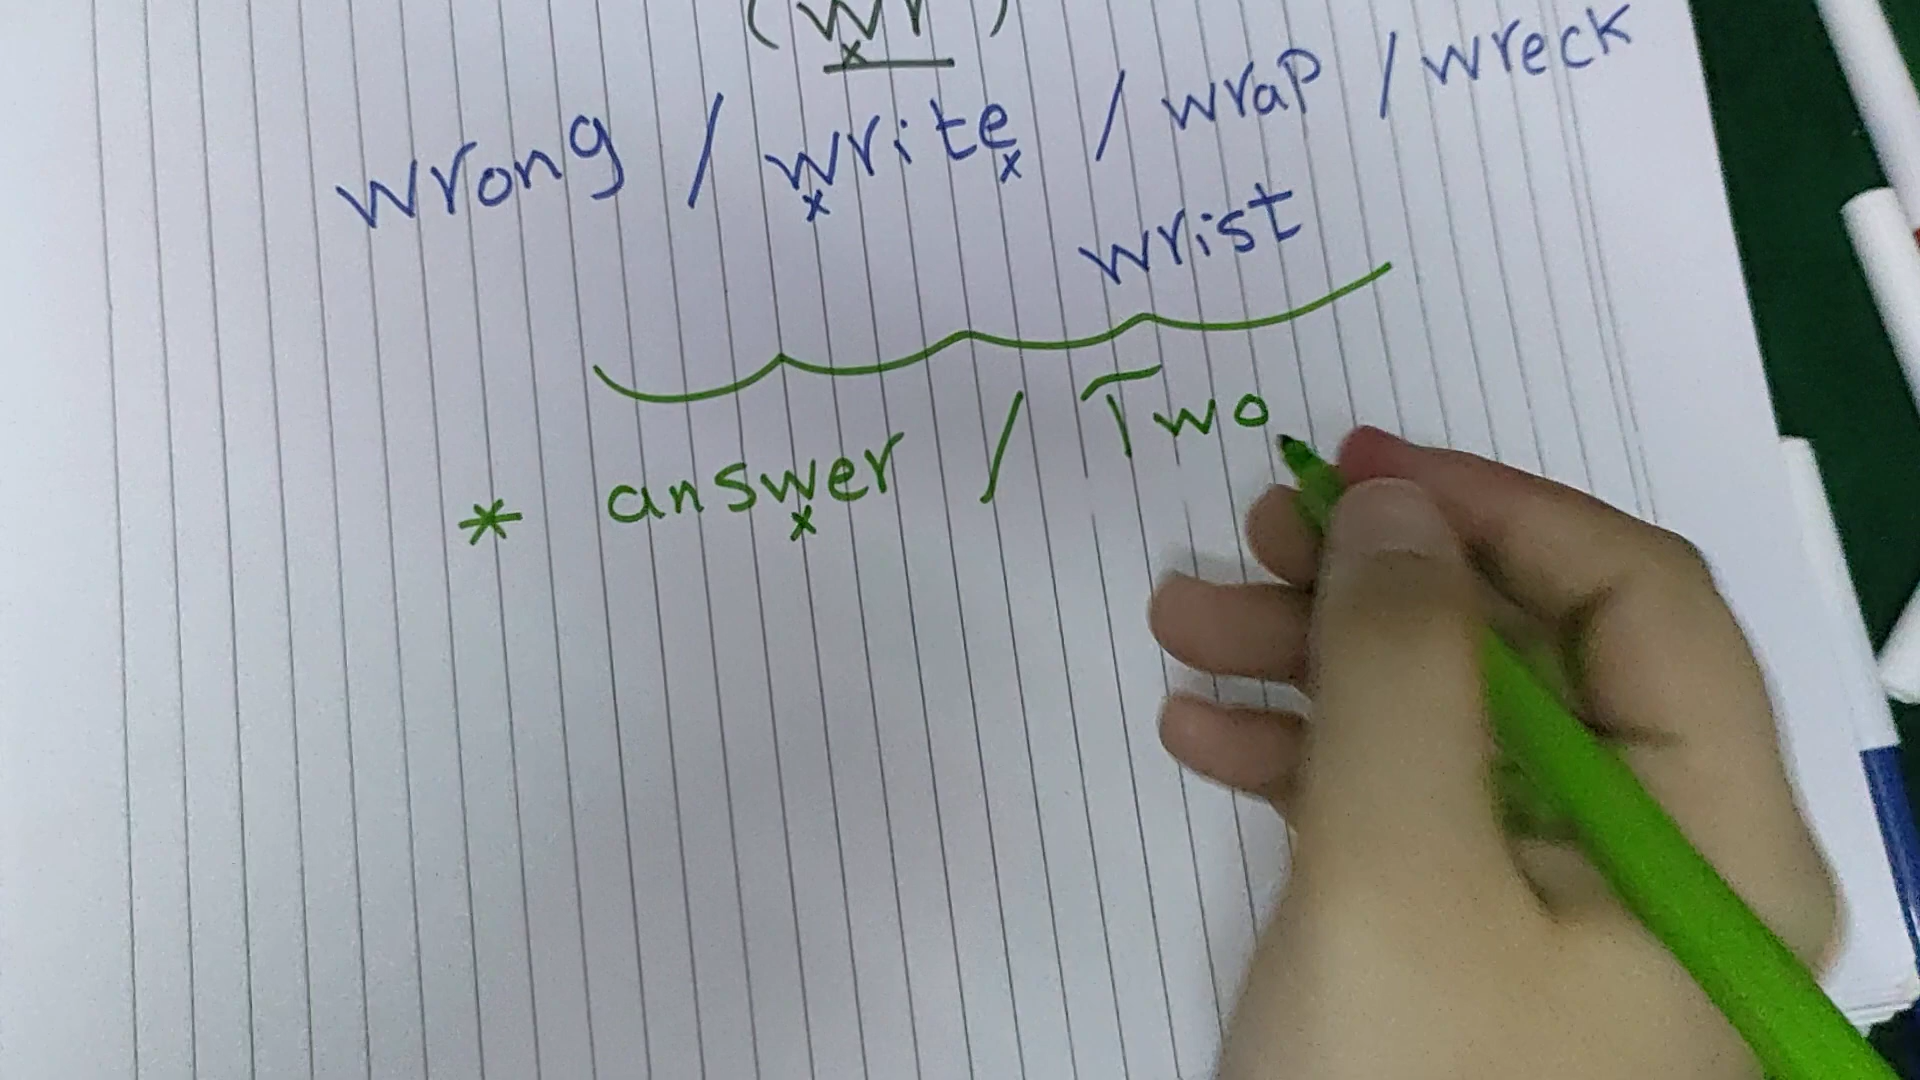 (wr)
wrong / write / wrap / wreck
wrist
* answer / Two